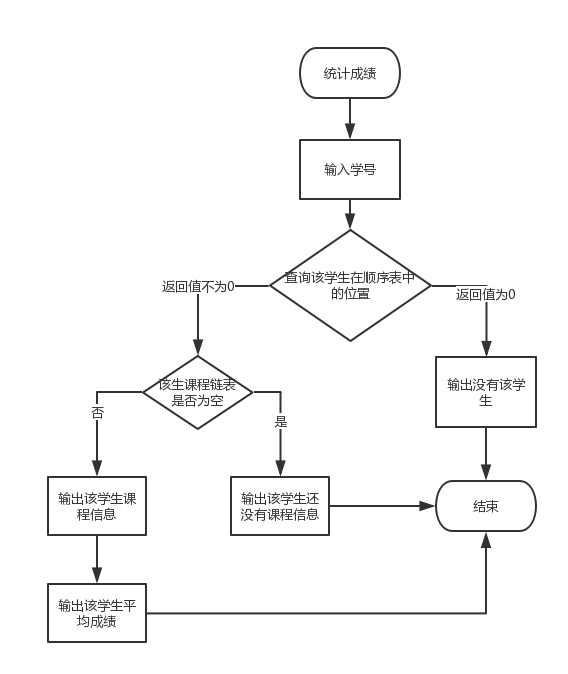 统计成绩
输入学号
查询该学生在顺序表中
的位置
返回值不为0
返回值为0
该生课程链表
是否为空
输出没有该学
生
否
是
输出该学生课
程信息
输出该学生还
没有课程信息
结束
输出该学生平
均成绩